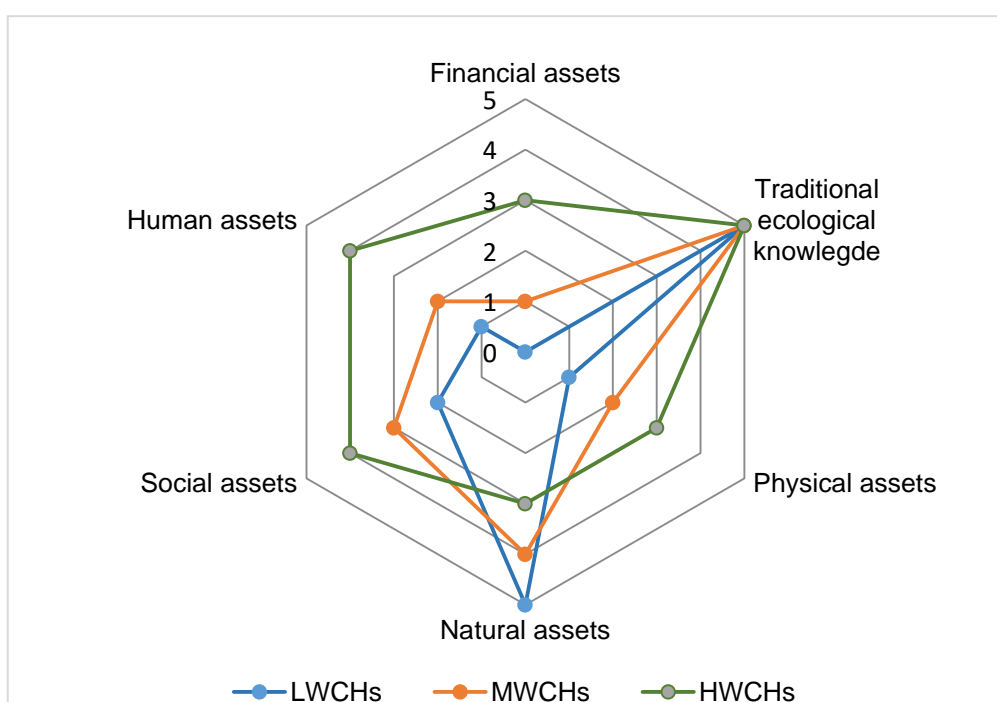 Financial assets
5
4
3
2
1
0
Traditional
ecological
knowlegde
Human assets
Social assets
Physical assets
Natural assets
LWCHs MWCHs HWCHs